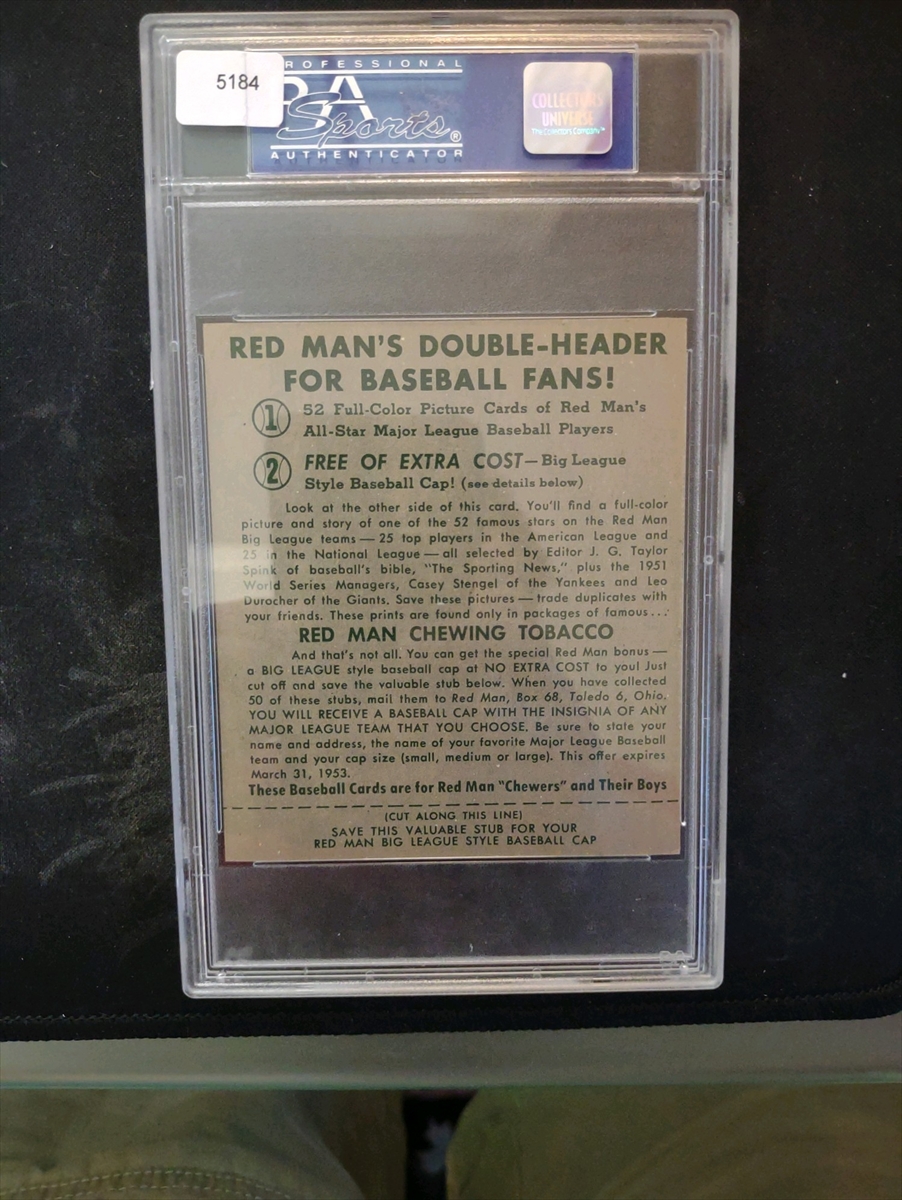 5184
ROFESSIONAL
Sports®
AUTHENTICATOR
COLLECTORS
UNIVERSE
The Collectors Company™
RED MAN'S DOUBLE-HEADER
FOR BASEBALL FANS!
1 52 Full-Color Picture Cards of Red Man's
All-Star Major League Baseball Players
2 FREE OF EXTRA COST—Big League
Style Baseball Cap! (see details below)
Look at the other side of this card. You'll find a full-color
picture and story of one of the 52 famous stars on the Red Man
Big League teams — 25 top players in the American League and
25 in the National League — all selected by Editor J. G. Taylor
Spink of baseball's bible, "The Sporting News," plus the 1951
World Series Managers, Casey Stengel of the Yankees and Leo
Durocher of the Giants. Save these pictures — trade duplicates with
your friends. These prints are found only in packages of famous...
RED MAN CHEWING TOBACCO
And that's not all. You can get the special Red Man bonus —
a BIG LEAGUE style baseball cap at NO EXTRA COST to you! Just
cut off and save the valuable stub below. When you have collected
50 of these stubs, mail them to Red Man, Box 68, Toledo 6, Ohio.
YOU WILL RECEIVE A BASEBALL CAP WITH THE INSIGNIA OF ANY
MAJOR LEAGUE TEAM THAT YOU CHOOSE. Be sure to state your
name and address, the name of your favorite Major League Baseball
team and your cap size (small, medium or large). This offer expires
March 31, 1953.
These Baseball Cards are for Red Man "Chewers" and Their Boys
(CUT ALONG THIS LINE)
SAVE THIS VALUABLE STUB FOR YOUR
RED MAN BIG LEAGUE STYLE BASEBALL CAP